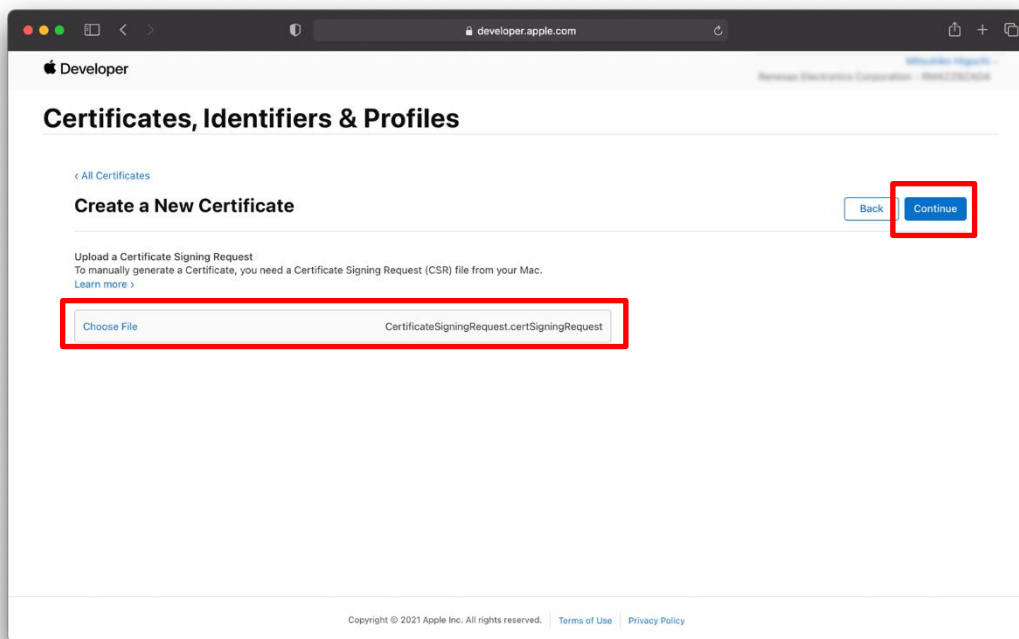 developer.apple.com
Developer
Certificates, Identifiers & Profiles
‹ All Certificates
Create a New Certificate
Back
Continue
Upload a Certificate Signing Request
To manually generate a Certificate, you need a Certificate Signing Request (CSR) file from your Mac.
Learn more ›
Choose File
CertificateSigningRequest.certSigningRequest
Copyright © 2021 Apple Inc. All rights reserved.
Terms of Use
Privacy Policy